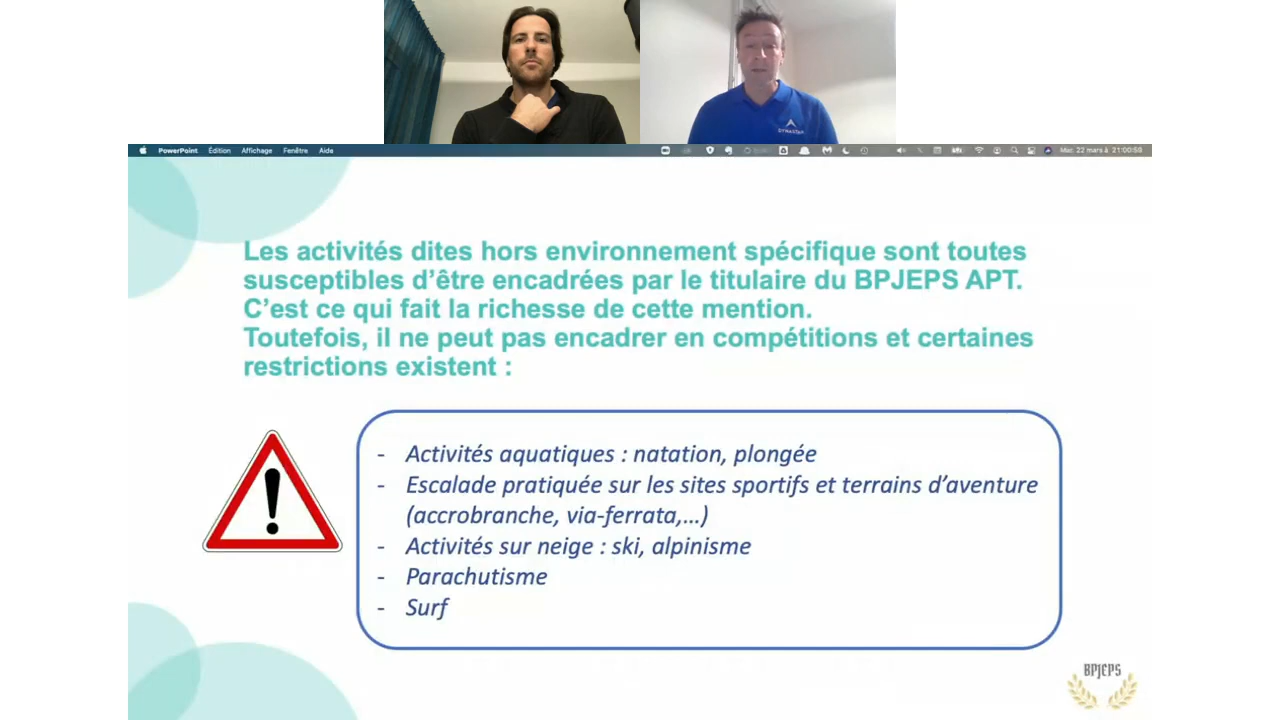 DYNASTAR
PowerPoint Édition Affichage Fenêtre Aide
Mar. 22 mars à 21:00:59
Les activités dites hors environnement spécifique sont toutes
susceptibles d’être encadrées par le titulaire du BPJEPS APT.
C’est ce qui fait la richesse de cette mention.
Toutefois, il ne peut pas encadrer en compétitions et certaines
restrictions existent :
- Activités aquatiques : natation, plongée
- Escalade pratiquée sur les sites sportifs et terrains d’aventure
(accrobranche, via-ferrata,…)
- Activités sur neige : ski, alpinisme
- Parachutisme
- Surf
BPJEPS